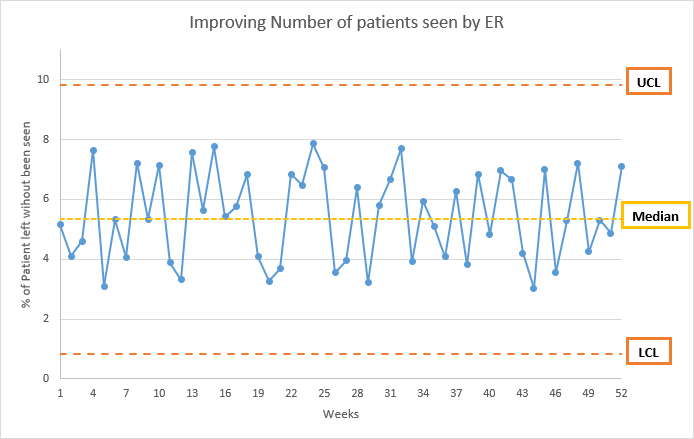 Improving Number of patients seen by ER
% of Patient left wihout been seen
10
8
6
4
2
0
UCL
Median
LCL
1 4 7 10 13 16 19 22 25 28 31 34 37 40 43 46 49 52
Weeks